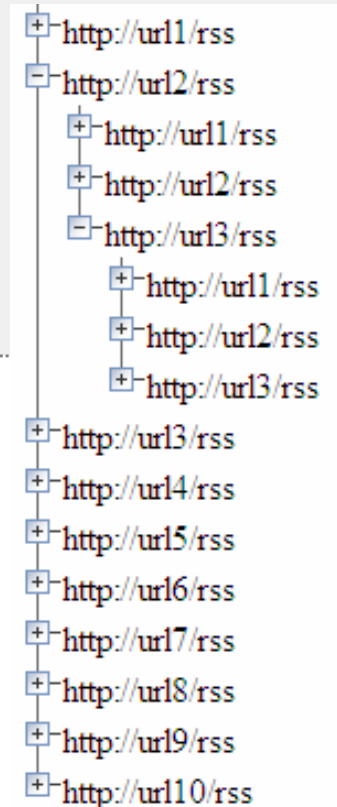 http://url1/rss
http://url2/rss
http://url1/rss
http://url2/rss
http://url3/rss
http://url1/rss
http://url2/rss
http://url3/rss
http://url3/rss
http://url4/rss
http://url5/rss
http://url6/rss
http://url7/rss
http://url8/rss
http://url9/rss
http://url10/rss